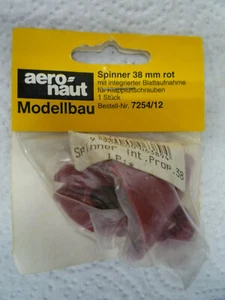 aero-
naut
Modellbau
Spinner 38 mm rot
mit integrierter Blattaufnahme
für Klappluftschrauben
1 Stück
Bestell-Nr. 7254/12
Spinner int.Prop.38